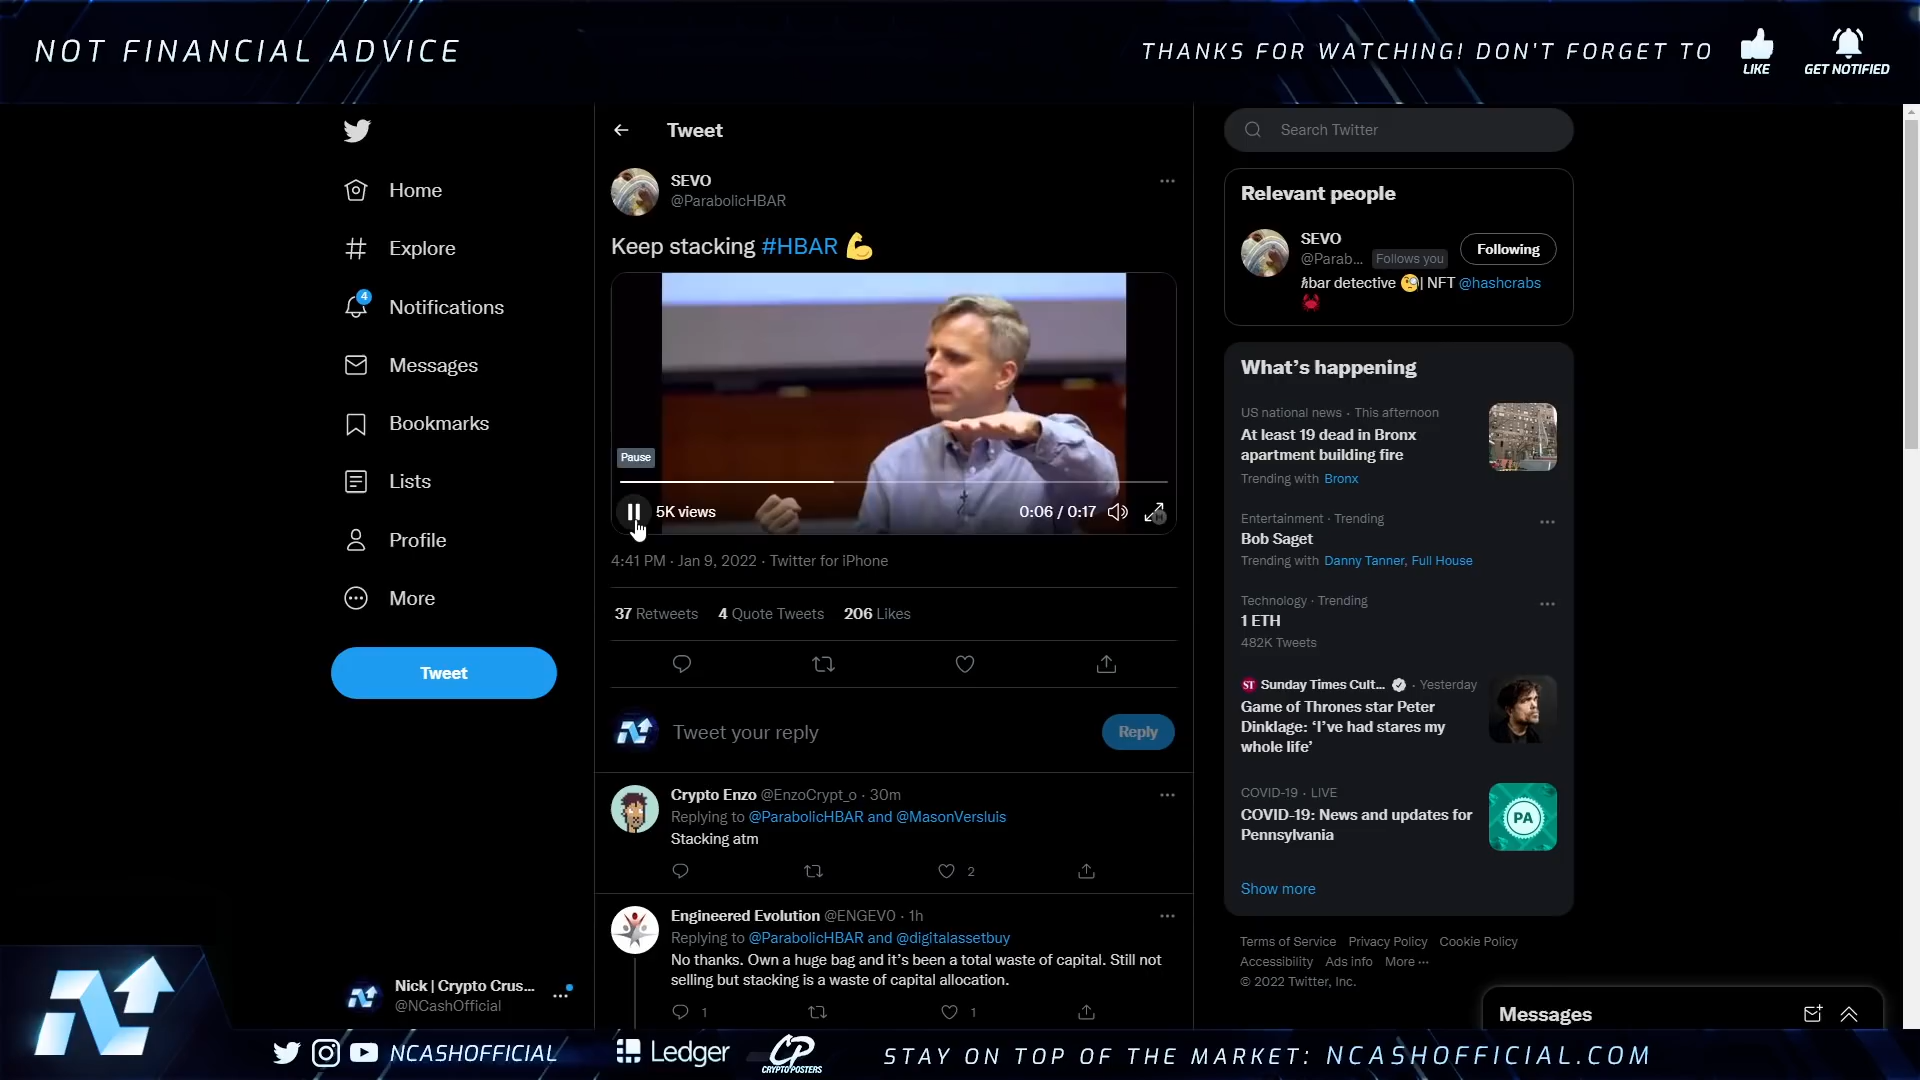 NOT FINANCIAL ADVICE
THANKS FOR WATCHING! DON'T FORGET TO
LIKE
GET NOTIFIED
Home
Explore
4
Notifications
Messages
Bookmarks
Lists
Profile
More
Tweet
Nick | Crypto Crus...
@NCashOfficial
Tweet
SEVO
@ParabolicHBAR
Keep stacking #HBAR 💪
Pause
5K views
0:06 / 0:17
4:41 PM · Jan 9, 2022 · Twitter for iPhone
37 Retweets 4 Quote Tweets 206 Likes
Tweet your reply
Reply
Crypto Enzo @EnzoCrypt_o · 30m
Replying to @ParabolicHBAR and @MasonVersluis
Stacking atm
2
Engineered Evolution @ENGEV0 · 1h
Replying to @ParabolicHBAR and @digitalassetbuy
No thanks. Own a huge bag and it's been a total waste of capital. Still not
selling but stacking is a waste of capital allocation.
1 1
Search Twitter
Relevant people
SEVO
@Parab... Follows you
Following
ℏbar detective 🧐| NFT @hashcrabs
🦀
What's happening
US national news · This afternoon
At least 19 dead in Bronx
apartment building fire
Trending with Bronx
Entertainment · Trending
Bob Saget
Trending with Danny Tanner, Full House
Technology · Trending
1 ETH
482K Tweets
ST Sunday Times Cult... · Yesterday
Game of Thrones star Peter
Dinklage: ‘I've had stares my
whole life’
COVID-19 · LIVE
COVID-19: News and updates for
Pennsylvania
PA
Show more
Terms of Service Privacy Policy Cookie Policy
Accessibility Ads info More ···
© 2022 Twitter, Inc.
Messages
NCASHOFFICIAL
Ledger
CP
CRYPTOPOSTERS
STAY ON TOP OF THE MARKET: NCASHOFFICIAL.COM